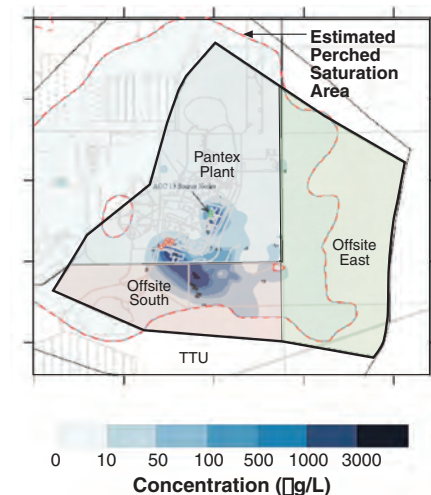 Estimated
Perched
Saturation
Area
Pantex
Plant
Offsite
East
Offsite
South
TTU
0 10 50 100 500 1000 3000
Concentration (▯g/L)